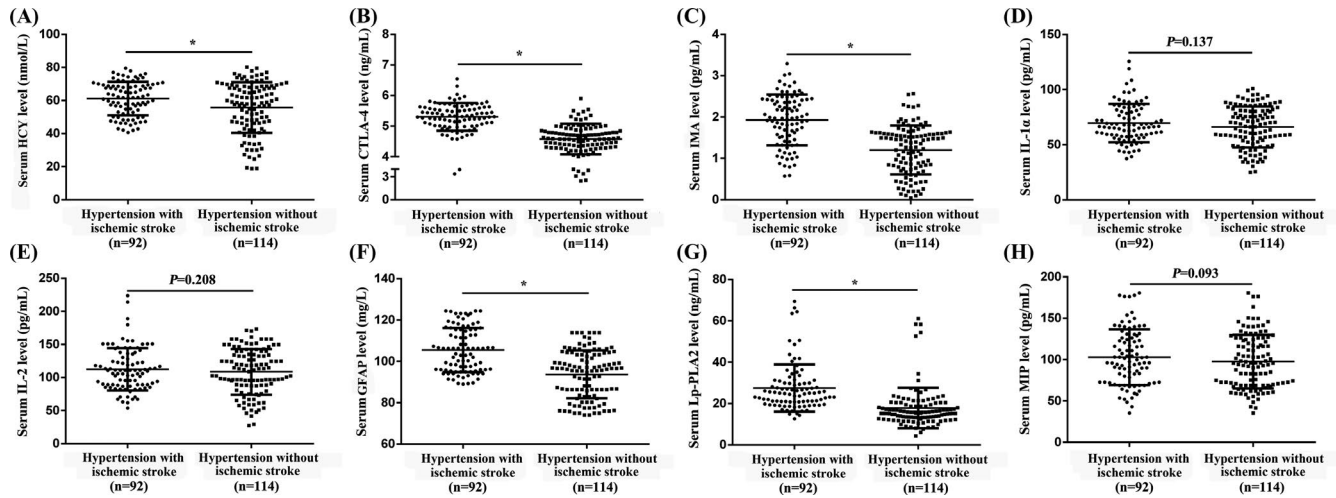 (A)
Serum HCY level (nmol/L)
100
80
60
40
20
0
*
Hypertension with
ischemic stroke
(n=92)
Hypertension without
ischemic stroke
(n=114)
(B)
Serum CTLA-4 level (ng/mL)
8
7
6
5
4
3
2
*
Hypertension with
ischemic stroke
(n=92)
Hypertension without
ischemic stroke
(n=114)
(C)
Serum IMA level (pg/mL)
4
3
2
1
0
*
Hypertension with
ischemic stroke
(n=92)
Hypertension without
ischemic stroke
(n=114)
(D)
Serum IL-1α level (pg/mL)
150
100
50
0
P=0.137
Hypertension with
ischemic stroke
(n=92)
Hypertension without
ischemic stroke
(n=114)
(E)
Serum IL-2 level (pg/mL)
250
200
150
100
50
0
P=0.208
Hypertension with
ischemic stroke
(n=92)
Hypertension without
ischemic stroke
(n=114)
(F)
Serum GFAP level (mg/L)
140
120
100
80
60
*
Hypertension with
ischemic stroke
(n=92)
Hypertension without
ischemic stroke
(n=114)
(G)
Serum Lp-PLA2 level (ng/mL)
80
60
40
20
0
*
Hypertension with
ischemic stroke
(n=92)
Hypertension without
ischemic stroke
(n=114)
(H)
Serum MIP level (pg/mL)
200
150
100
50
0
P=0.093
Hypertension with
ischemic stroke
(n=92)
Hypertension without
ischemic stroke
(n=114)